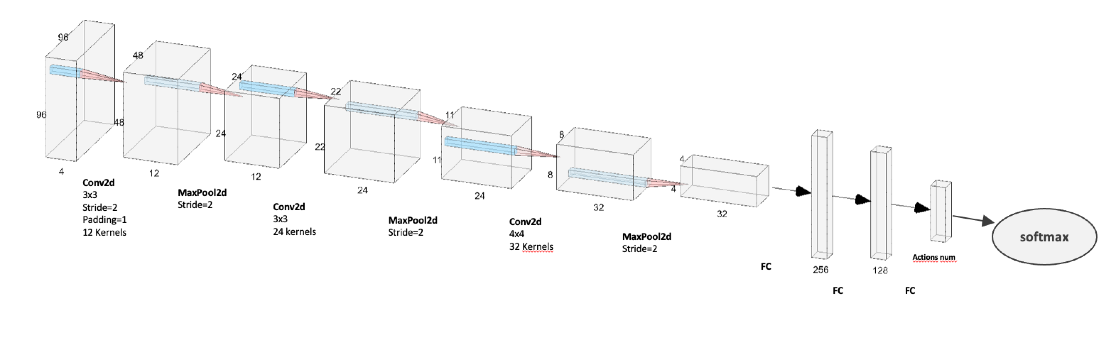 96
96
4
Conv2d
3x3
Stride=2
Padding=1
12 Kernels
48
48
12
MaxPool2d
Stride=2
24
24
12
Conv2d
3x3
24 kernels
22
22
24
MaxPool2d
Stride=2
11
11
24
Conv2d
4x4
32 Kernels
8
8
32
MaxPool2d
Stride=2
4
4
32
FC
256
FC
128
FC
Actions num
softmax